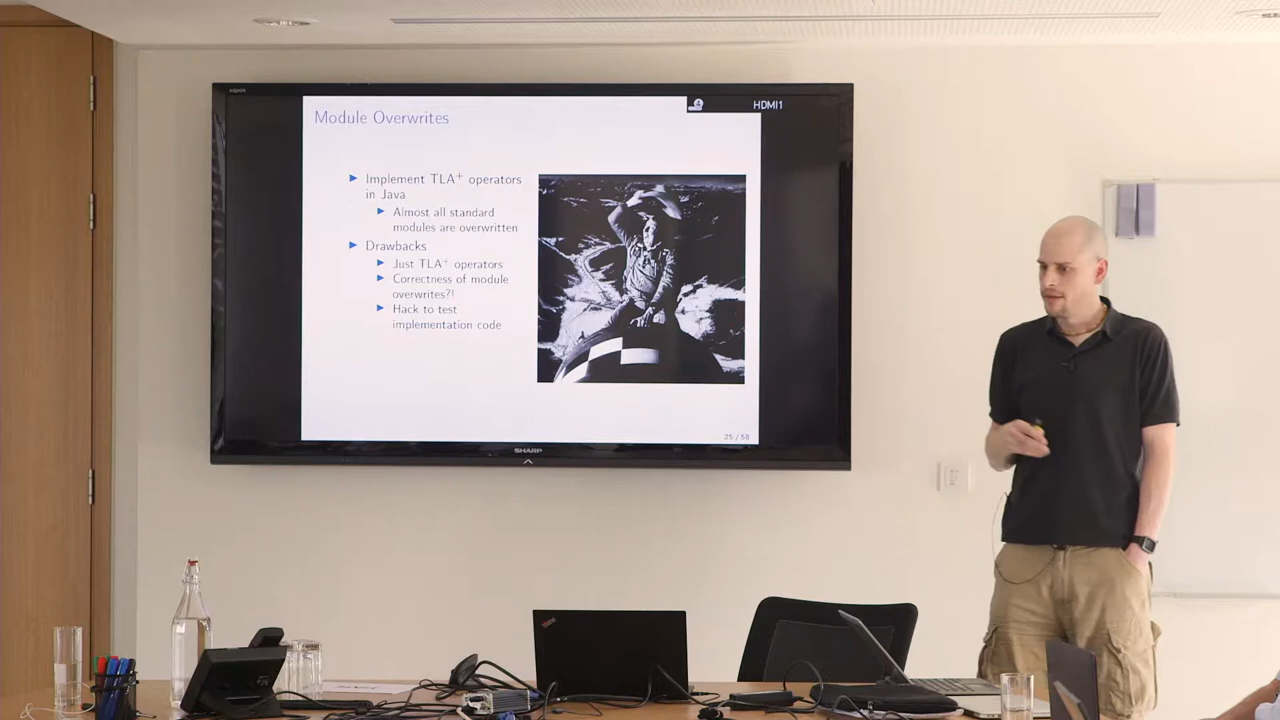 HDMI1
Module Overwrites
Implement TLA+ operators
in Java
Almost all standard
modules are overwritten
Drawbacks
Just TLA+ operators
Correctness of module
overwrites?!
Hack to test
implementation code
25 / 58
SHARP